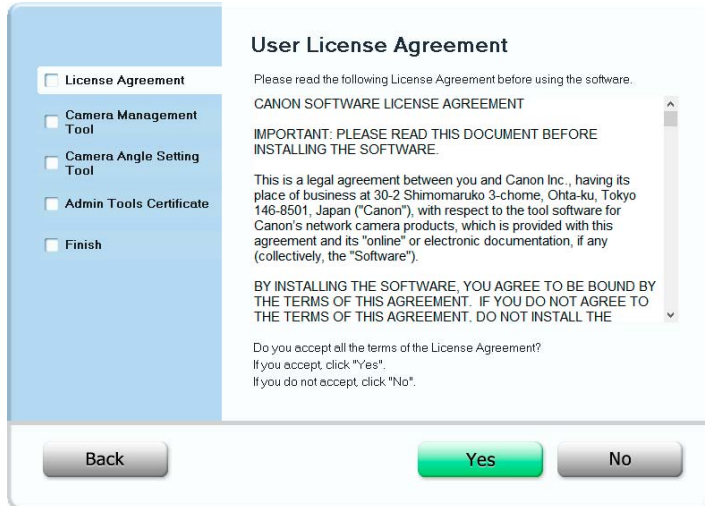 User License Agreement
License Agreement
Please read the following License Agreement before using the software.
Camera Management
Tool
Camera Angle Setting
Tool
Admin Tools Certificate
Finish
CANON SOFTWARE LICENSE AGREEMENT
IMPORTANT: PLEASE READ THIS DOCUMENT BEFORE
INSTALLING THE SOFTWARE.
This is a legal agreement between you and Canon Inc., having its
place of business at 30-2 Shimomaruko 3-chome, Ohta-ku, Tokyo
146-8501, Japan ("Canon"), with respect to the tool software for
Canon's network camera products, which is provided with this
agreement and its "online" or electronic documentation, if any
(collectively, the "Software").
BY INSTALLING THE SOFTWARE, YOU AGREE TO BE BOUND BY
THE TERMS OF THIS AGREEMENT. IF YOU DO NOT AGREE TO
THE TERMS OF THIS AGREEMENT, DO NOT INSTALL THE
Do you accept all the terms of the License Agreement?
If you accept, click "Yes".
If you do not accept, click "No".
Back
Yes
No